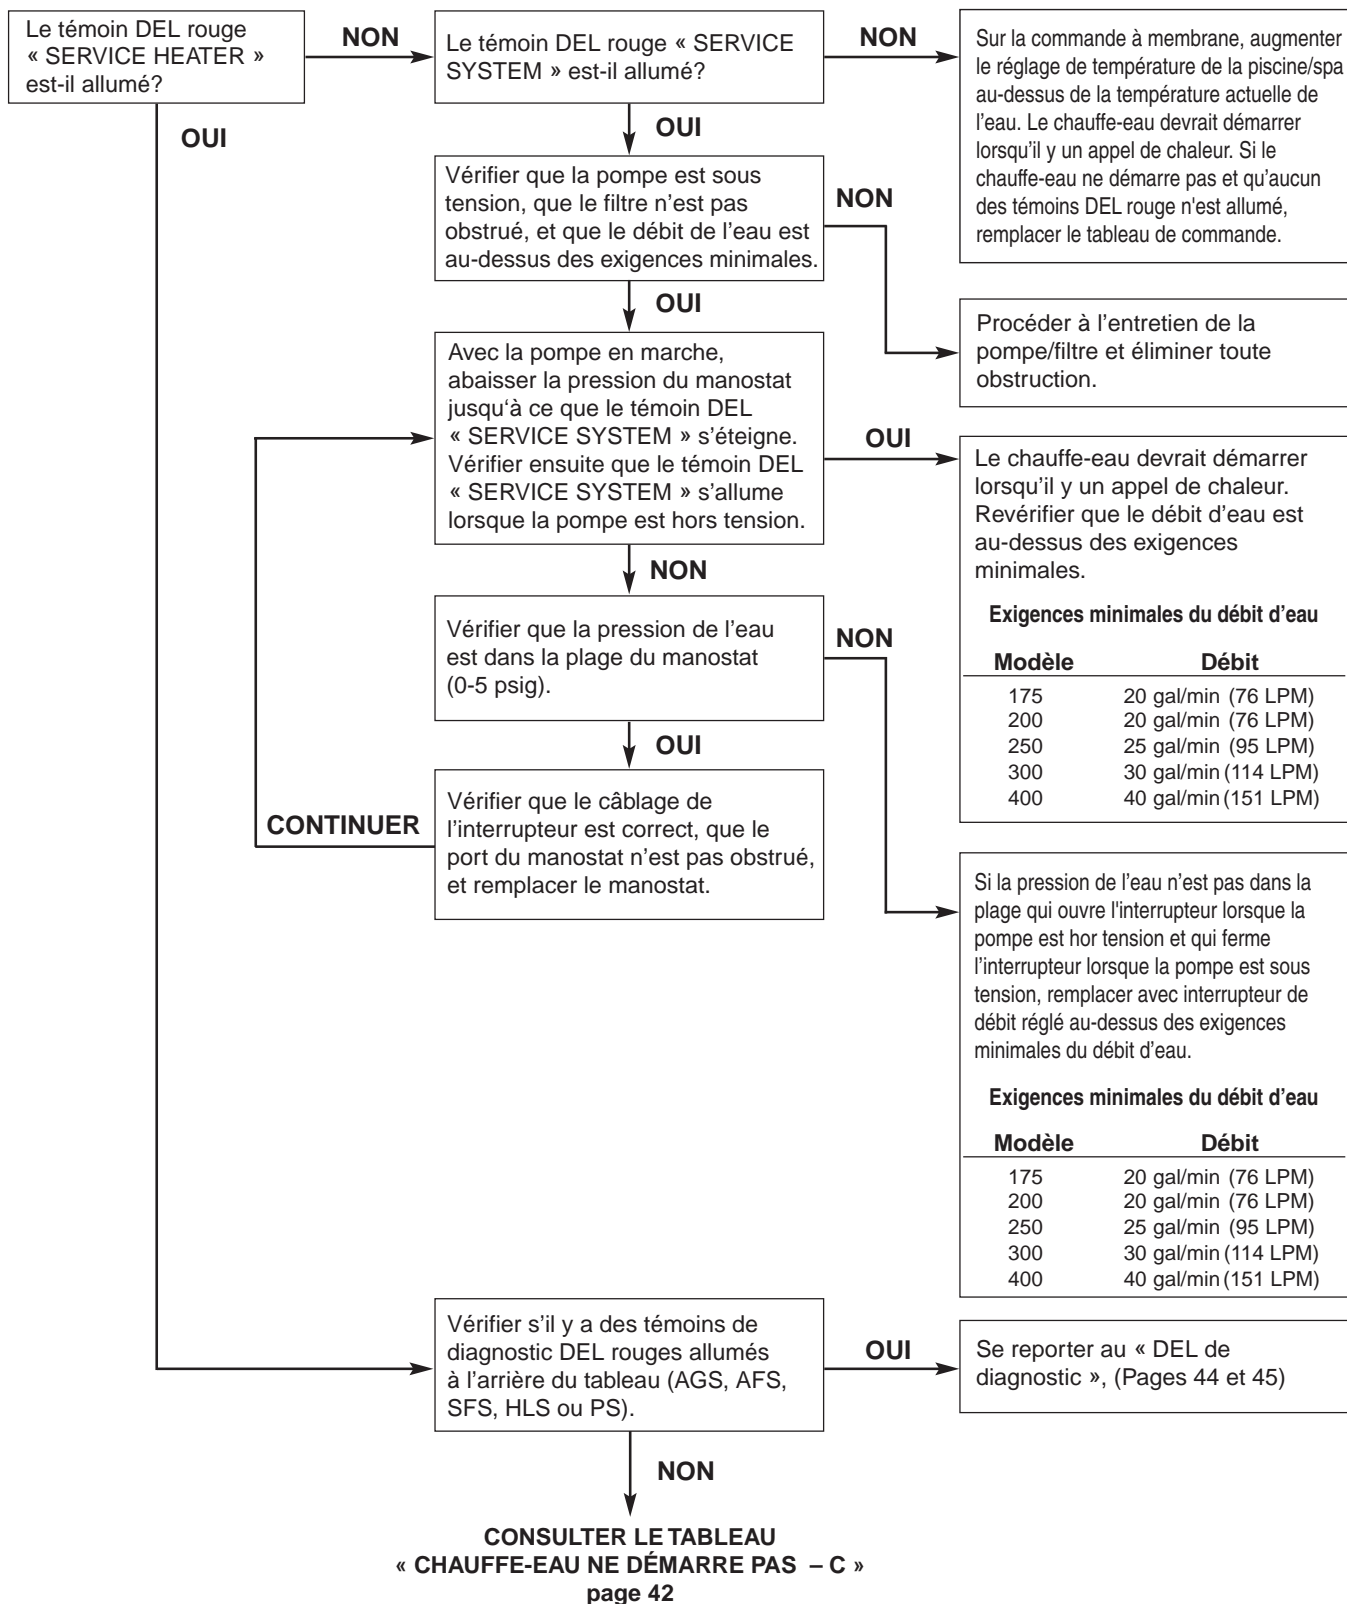 Le témoin DEL rouge
« SERVICE HEATER »
est-il allumé?
NON
OUI
Le témoin DEL rouge « SERVICE
SYSTEM » est-il allumé?
NON
OUI
Sur la commande à membrane, augmenter
le réglage de température de la piscine/spa
au-dessus de la température actuelle de
l’eau. Le chauffe-eau devrait démarrer
lorsqu’il y un appel de chaleur. Si le
chauffe-eau ne démarre pas et qu’aucun
des témoins DEL rouge n'est allumé,
remplacer le tableau de commande.
Vérifier que la pompe est sous
tension, que le filtre n’est pas
obstrué, et que le débit de l’eau est
au-dessus des exigences minimales.
NON
OUI
Procéder à l’entretien de la
pompe/filtre et éliminer toute
obstruction.
Avec la pompe en marche,
abaisser la pression du manostat
jusqu‘à ce que le témoin DEL
« SERVICE SYSTEM » s’éteigne.
Vérifier ensuite que le témoin DEL
« SERVICE SYSTEM » s’allume
lorsque la pompe est hors tension.
OUI
NON
Le chauffe-eau devrait démarrer
lorsqu’il y un appel de chaleur.
Revérifier que le débit d’eau est
au-dessus des exigences
minimales.
Exigences minimales du débit d’eau
Modèle Débit
175 20 gal/min (76 LPM)
200 20 gal/min (76 LPM)
250 25 gal/min (95 LPM)
300 30 gal/min (114 LPM)
400 40 gal/min (151 LPM)
Vérifier que la pression de l’eau
est dans la plage du manostat
(0-5 psig).
NON
OUI
Vérifier que le câblage de
l’interrupteur est correct, que le
port du manostat n’est pas obstrué,
et remplacer le manostat.
CONTINUER
Si la pression de l’eau n’est pas dans la
plage qui ouvre l'interrupteur lorsque la
pompe est hor tension et qui ferme
l’interrupteur lorsque la pompe est sous
tension, remplacer avec interrupteur de
débit réglé au-dessus des exigences
minimales du débit d’eau.
Exigences minimales du débit d’eau
Modèle Débit
175 20 gal/min (76 LPM)
200 20 gal/min (76 LPM)
250 25 gal/min (95 LPM)
300 30 gal/min (114 LPM)
400 40 gal/min (151 LPM)
Vérifier s’il y a des témoins de
diagnostic DEL rouges allumés
à l’arrière du tableau (AGS, AFS,
SFS, HLS ou PS).
OUI
NON
Se reporter au « DEL de
diagnostic », (Pages 44 et 45)
CONSULTER LE TABLEAU
« CHAUFFE-EAU NE DÉMARRE PAS – C »
page 42